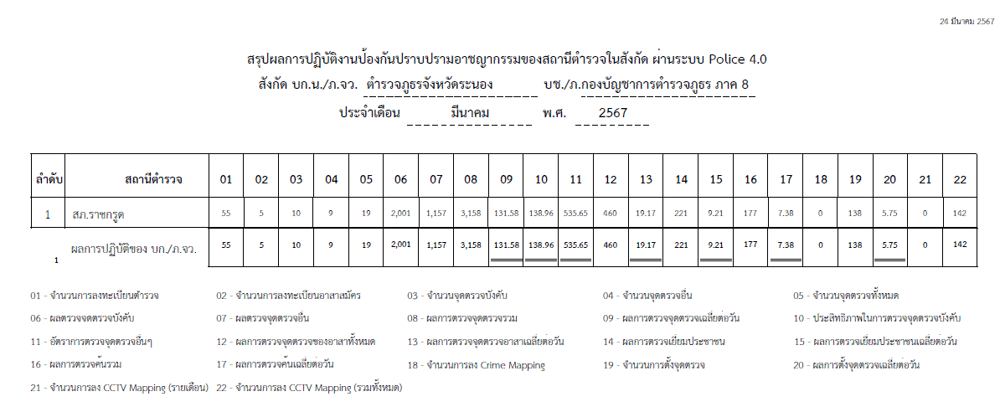 24 มีนาคม 2567
สรุปผลการปฏิบัติงานป้องกันปราบปรามอาชญากรรมของสถานีตำรวจในสังกัด ผ่านระบบ Police 4.0
สังกัด บก.น./ภ.จว. ตำรวจภูธรจังหวัดระนอง บช./ภ.กองบัญชาการตำรวจภูธร ภาค 8
ประจำเดือน มีนาคม พ.ศ. 2567
ลำดับ สถานีตำรวจ 01 02 03 04 05 06 07 08 09 10 11 12 13 14 15 16 17 18 19 20 21 22
1 สภ.ราชกรูด 55 5 10 9 19 2,001 1,157 3,158 131.58 138.96 535.65 460 19.17 221 9.21 177 7.38 0 138 5.75 0 142
1 ผลการปฏิบัติของ บก./ภ.จว. 55 5 10 9 19 2,001 1,157 3,158 131.58 138.96 535.65 460 19.17 221 9.21 177 7.38 0 138 5.75 0 142
01 - จำนวนการลงทะเบียนตำรวจ 02 - จำนวนการลงทะเบียนอาสาสมัคร 03 - จำนวนจุดตรวจบังคับ 04 - จำนวนจุดตรวจอื่น 05 - จำนวนจุดตรวจทั้งหมด
06 - ผลตรวจจุดตรวจบังคับ 07 - ผลตรวจจุดตรวจอื่น 08 - ผลการตรวจจุดตรวจรวม 09 - ผลการตรวจจุดตรวจเฉลี่ยต่อวัน 10 - ประสิทธิภาพในการตรวจจุดตรวจบังคับ
11 - อัตราการตรวจจุดตรวจอื่นๆ 12 - ผลการตรวจจุดตรวจของอาสาทั้งหมด 13 - ผลการตรวจจุดตรวจอาสาเฉลี่ยต่อวัน 14 - ผลการตรวจเยี่ยมประชาชน 15 - ผลการตรวจเยี่ยมประชาชนเฉลี่ยต่อวัน
16 - ผลการตรวจค้นรวม 17 - ผลการตรวจค้นเฉลี่ยต่อวัน 18 - จำนวนการลง Crime Mapping 19 - จำนวนการตั้งจุดตรวจ 20 - ผลการตั้งจุดตรวจเฉลี่ยต่อวัน
21 - จำนวนการลง CCTV Mapping (รายเดือน) 22 - จำนวนการลง CCTV Mapping (รวมทั้งหมด)